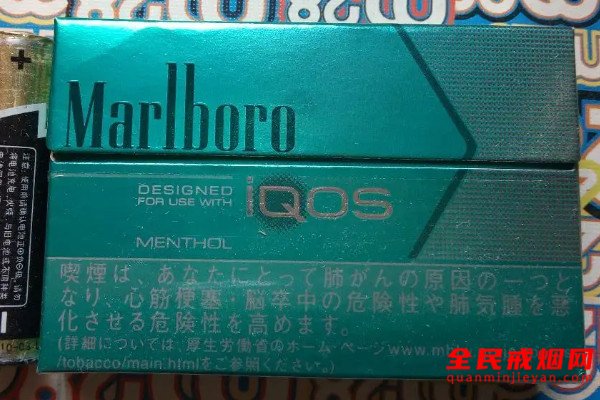 Marlboro
DESIGNED
FOR USE WITH
IQOS
MENTHOL
喫煙は、あなたにとって肺がんの原因の一つと
なり、心筋梗塞・脳卒中の危険性や肺気腫を悪
化させる危険性を高めます。
(詳細については、厚生労働省のホーム・ページwww.mh
/tobacco/main.htmlをご参照ください。)
全民戒烟网
quanminjieyan.com